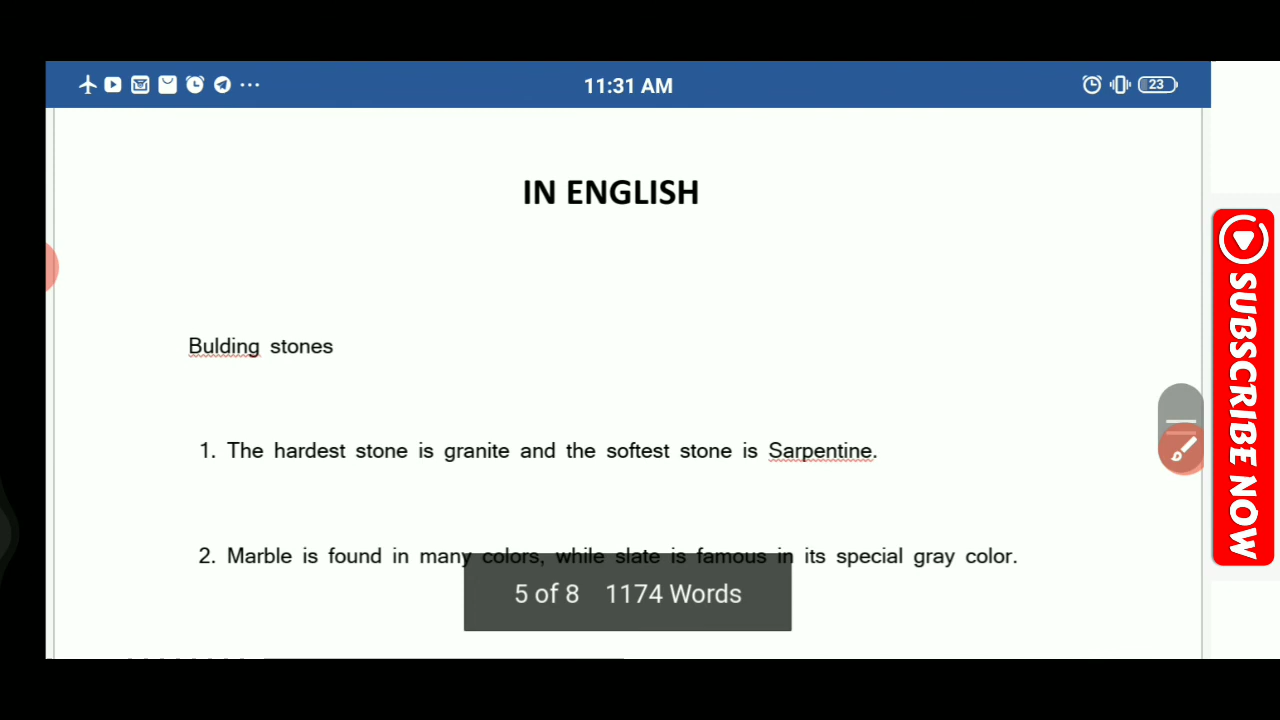 11:31 AM
23
IN ENGLISH
Bulding stones
1. The hardest stone is granite and the softest stone is Sarpentine.
2. Marble is found in many colors, while slate is famous in its special gray color.
5 of 8 1174 Words
SUBSCRIBE NOW